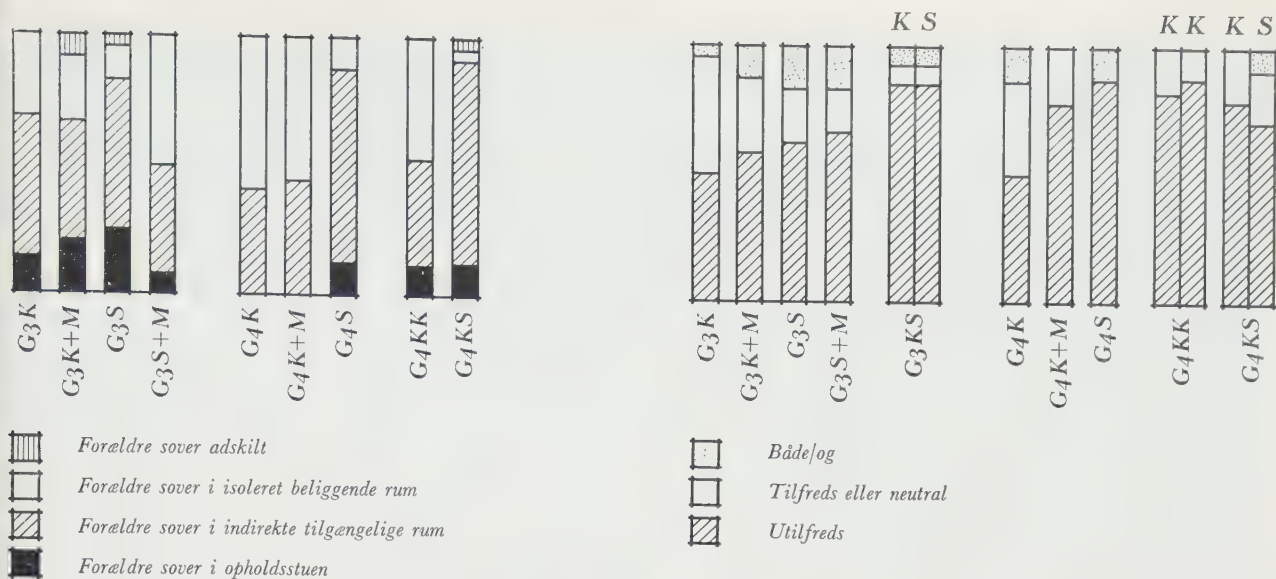 G3K
G3K+M
G3S
G3S+M
G4K
G4K+M
G4S
G4KK
G4KS
Forældre sover adskilt
Forældre sover i isoleret beliggende rum
Forældre sover i indirekte tilgængelige rum
Forældre sover i opholdsstuen
K S
K K K S
G3K
G3K+M
G3S
G3S+M
G3KS
G4K
G4K+M
G4S
G4KK
G4KS
Både/og
Tilfreds eller neutral
Utilfreds